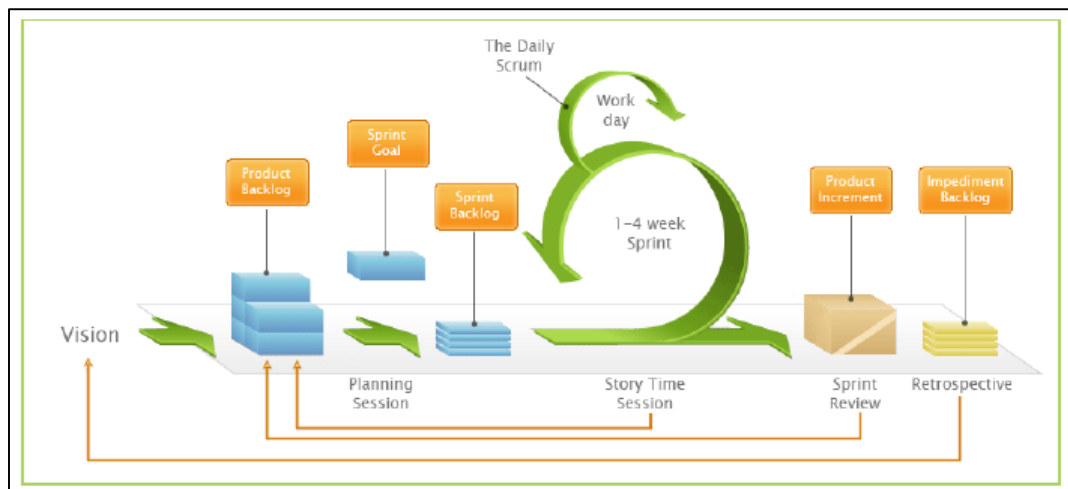 The Daily
Scrum
Work
day
Sprint
Goal
Product
Backlog
Sprint
Backlog
1-4 week
Sprint
Product
Increment
Impediment
Backlog
Vision
Planning
Session
Story Time
Session
Sprint
Review
Retrospective